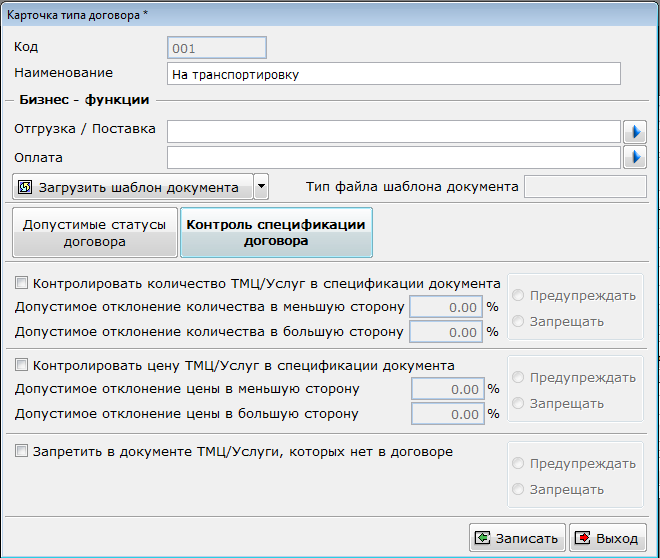 Карточка типа договора *
Код 001
Наименование На транспортировку
Бизнес - функции
Отгрузка / Поставка
Оплата
Загрузить шаблон документа Тип файла шаблона документа
Допустимые статусы
договора
Контроль спецификации
договора
Контролировать количество ТМЦ/Услуг в спецификации документа
Допустимое отклонение количества в меньшую сторону 0.00 %
Допустимое отклонение количества в большую сторону 0.00 %
Предупреждать
Запрещать
Контролировать цену ТМЦ/Услуг в спецификации документа
Допустимое отклонение цены в меньшую сторону 0.00 %
Допустимое отклонение цены в большую сторону 0.00 %
Предупреждать
Запрещать
Запретить в документе ТМЦ/Услуги, которых нет в договоре
Предупреждать
Запрещать
Записать Выход